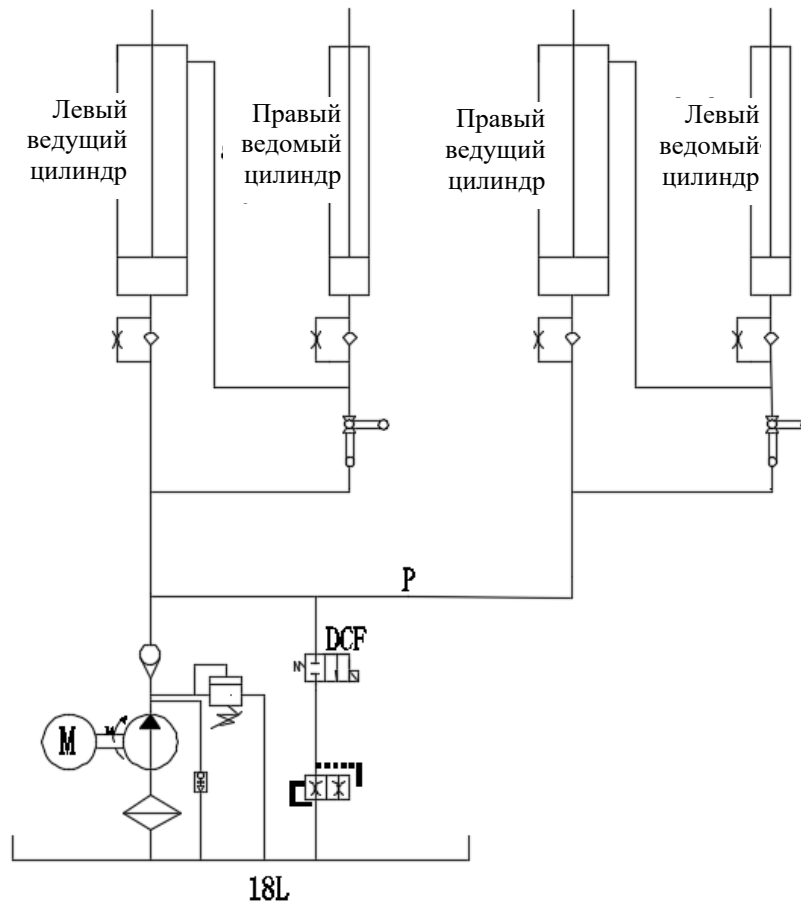 Левый
ведущий
цилиндр
Правый
ведомый
цилиндр
Правый
ведущий
цилиндр
Левый
ведомый
цилиндр
P
DCF
M
18L